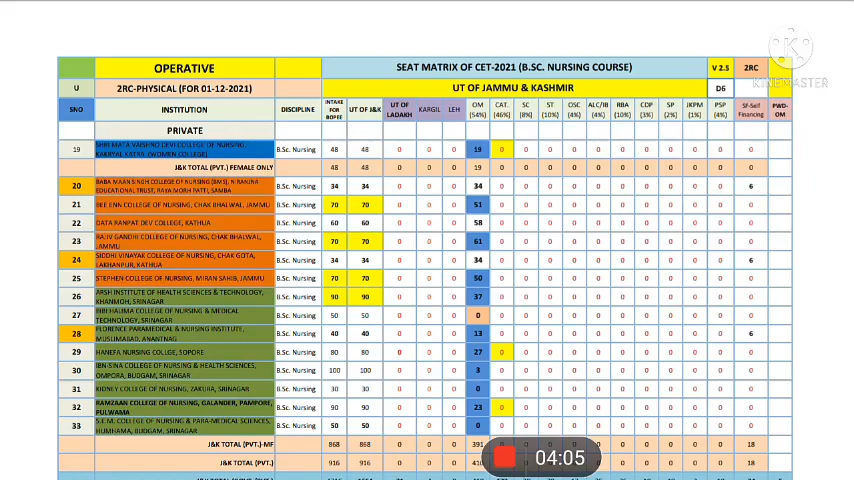 OPERATIVE SEAT MATRIX OF CET-2021 (B.SC. NURSING COURSE) V 2.5 2RC
U 2RC-PHYSICAL (FOR 01-12-2021) UT OF JAMMU & KASHMIR D6
SNO INSTITUTION DISCIPLINE INTAKE FOR BOPEE UT OF J&K UT OF LADAKH KARGIL LEH OM (54%) CAT. (46%) SC (8%) ST (10%) OSC (4%) ALC/IB (4%) RBA (10%) CDP (3%) SP (2%) JKPM (1%) PSP (4%) SF-Self Financing PWD-OM
PRIVATE
19 SHRI MATA VAISHNO DEVI COLLEGE OF NURSING, KAKRYAL KATRA (WOMEN COLLEGE) B.Sc. Nursing 48 48 0 0 0 19 0 0 0 0 0 0 0 0 0 0 0
J&K TOTAL (PVT.) FEMALE ONLY 48 48 0 0 0 19 0 0 0 0 0 0 0 0 0 0 0
20 BABA MAAN SINGH COLLEGE OF NURSING (BMS), NIRANJNA EDUCATIONAL TRUST, RAYA MORH PATTI, SAMBA B.Sc. Nursing 34 34 0 0 0 34 0 0 0 0 0 0 0 0 0 0 6
21 BEE ENN COLLEGE OF NURSING, CHAK BHALWAL, JAMMU B.Sc. Nursing 70 70 0 0 0 51 0 0 0 0 0 0 0 0 0 0 0
22 DATA RANPAT DEV COLLEGE, KATHUA B.Sc. Nursing 60 60 0 0 0 58 0 0 0 0 0 0 0 0 0 0 0
23 RAJIV GANDHI COLLEGE OF NURSING, CHAK BHALWAL, JAMMU B.Sc. Nursing 70 70 0 0 0 61 0 0 0 0 0 0 0 0 0 0 0
24 SIDDHI VINAYAK COLLEGE OF NURSING, CHAK GOTA, LAKHANPUR, KATHUA B.Sc. Nursing 34 34 0 0 0 34 0 0 0 0 0 0 0 0 0 0 6
25 STEPHEN COLLEGE OF NURSING, MIRAN SAHIB, JAMMU B.Sc. Nursing 70 70 0 0 0 50 0 0 0 0 0 0 0 0 0 0 0
26 ARSH INSTITUTE OF HEALTH SCIENCES & TECHNOLOGY, KHANMOH, SRINAGAR B.Sc. Nursing 90 90 0 0 0 37 0 0 0 0 0 0 0 0 0 0 0
27 BIBI HALIMA COLLEGE OF NURSING & MEDICAL TECHNOLOGY, SRINAGAR B.Sc. Nursing 50 50 0 0 0 0 0 0 0 0 0 0 0 0 0 0 0
28 FLORENCE PARAMEDICAL & NURSING INSTITUTE, MUSLIMABAD, ANANTNAG B.Sc. Nursing 40 40 0 0 0 13 0 0 0 0 0 0 0 0 0 0 6
29 HANEFA NURSING COLLGE, SOPORE B.Sc. Nursing 80 80 0 0 0 27 0 0 0 0 0 0 0 0 0 0 0
30 IBN-SINA COLLEGE OF NURSING & HEALTH SCIENCES, OMPORA, BUDGAM, SRINAGAR B.Sc. Nursing 100 100 0 0 0 3 0 0 0 0 0 0 0 0 0 0 0
31 KIDNEY COLLEGE OF NURSING, ZAKURA, SRINAGAR B.Sc. Nursing 30 30 0 0 0 0 0 0 0 0 0 0 0 0 0 0 0
32 RAMZAAN COLLEGE OF NURSING, GALANDER, PAMPORE, PULWAMA B.Sc. Nursing 90 90 0 0 0 23 0 0 0 0 0 0 0 0 0 0 0
33 S.E.M. COLLEGE OF NURSING & PARA-MEDICAL SCIENCES, HUMHAMA, BUDGAM, SRINAGAR B.Sc. Nursing 50 50 0 0 0 0 0 0 0 0 0 0 0 0 0 0 0
J&K TOTAL (PVT.)-MF 868 868 0 0 0 391 0 0 0 0 0 0 0 0 0 18
J&K TOTAL (PVT.) 916 916 0 0 0 410 0 0 0 0 0 0 0 18
KINEMASTER
04:05